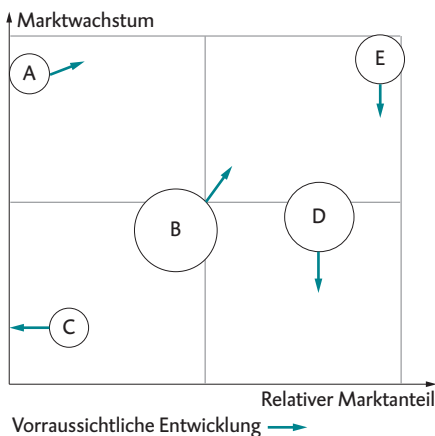 Marktwachstum
A
E
B
D
C
Relativer Marktanteil
Vorraussichtliche Entwicklung